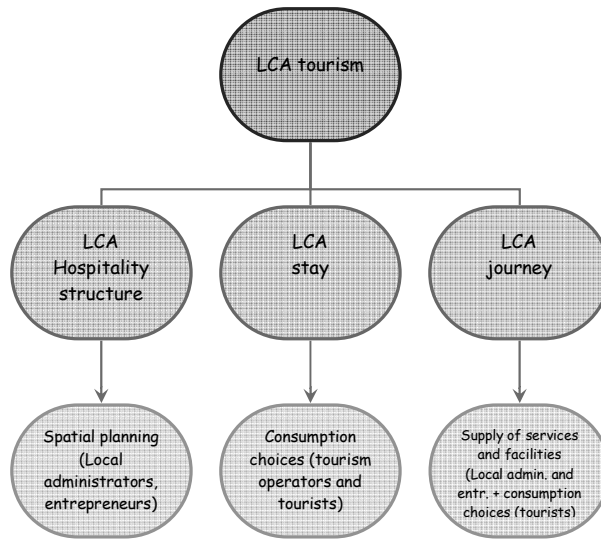 LCA tourism
LCA
Hospitality
structure
LCA
stay
LCA
journey
Spatial planning
(Local
administrators,
entrepreneurs)
Consumption
choices (tourism
operators and
tourists)
Supply of services
and facilities
(Local admin. and
entr. + consumption
choices (tourists)